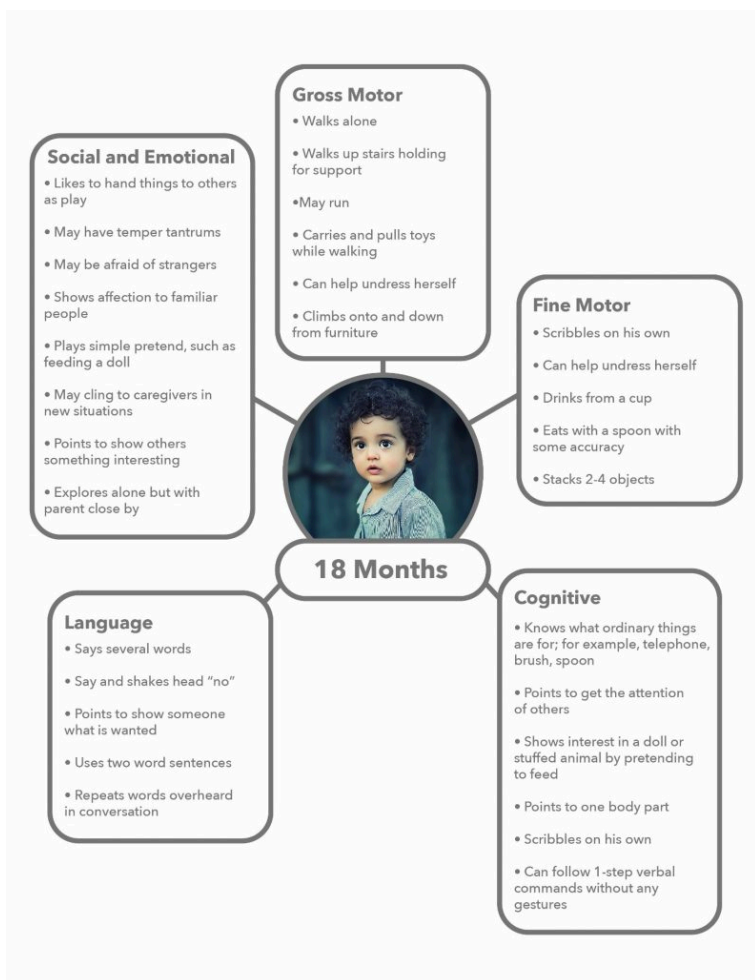 Gross Motor
• Walks alone
• Walks up stairs holding
for support
•May run
• Carries and pulls toys
while walking
• Can help undress herself
• Climbs onto and down
from furniture
Social and Emotional
• Likes to hand things to others
as play
• May have temper tantrums
• May be afraid of strangers
• Shows affection to familiar
people
• Plays simple pretend, such as
feeding a doll
• May cling to caregivers in
new situations
• Points to show others
something interesting
• Explores alone but with
parent close by
Fine Motor
• Scribbles on his own
• Can help undress herself
• Drinks from a cup
• Eats with a spoon with
some accuracy
• Stacks 2-4 objects
18 Months
Language
• Says several words
• Say and shakes head “no”
• Points to show someone
what is wanted
• Uses two word sentences
• Repeats words overheard
in conversation
Cognitive
• Knows what ordinary things
are for; for example, telephone,
brush, spoon
• Points to get the attention
of others
• Shows interest in a doll or
stuffed animal by pretending
to feed
• Points to one body part
• Scribbles on his own
• Can follow 1-step verbal
commands without any
gestures